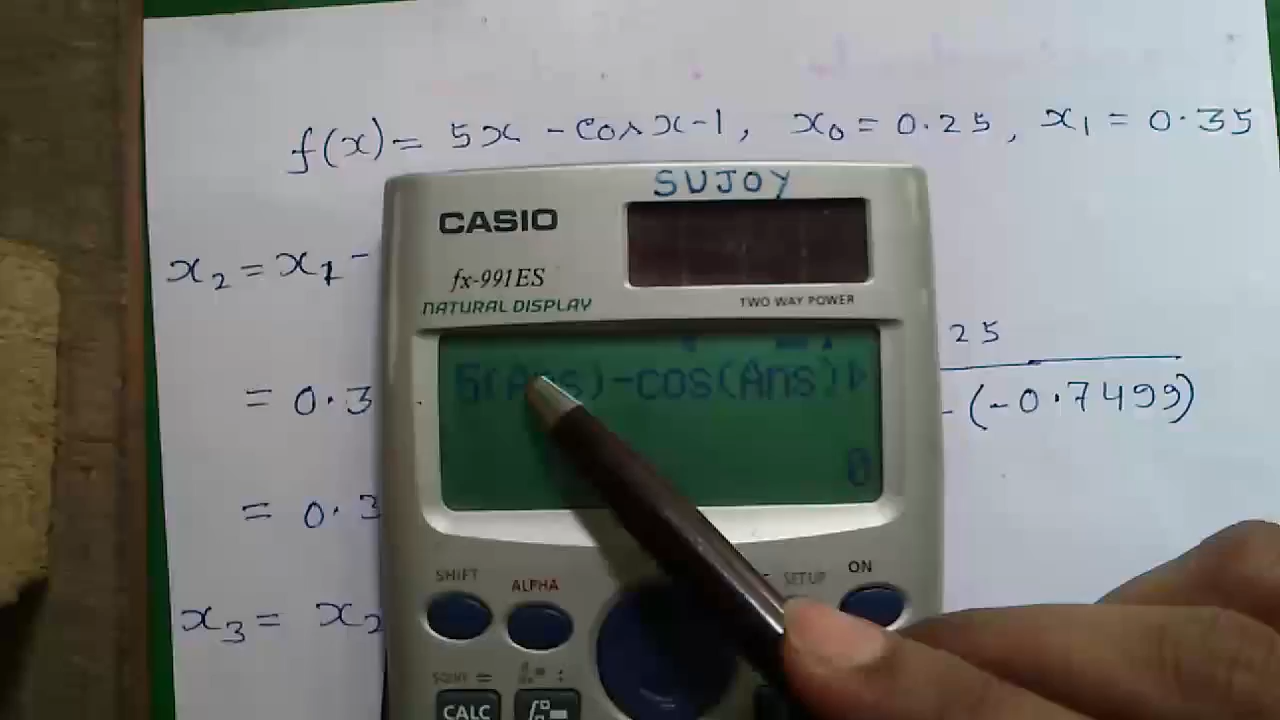 f(x) = 5x - cos x - 1, x₀ = 0.25, x₁ = 0.35
SUJOY
CASIO
fx-991ES
NATURAL DISPLAY
TWO WAY POWER
x₂ = x₁ -
25
5(Ans)-cos(Ans)
= 0.3
-(-0.7499)
0
= 0.3
SHIFT
ALPHA
SETUP
ON
x₃ = x₂
SOLVE =
CALC